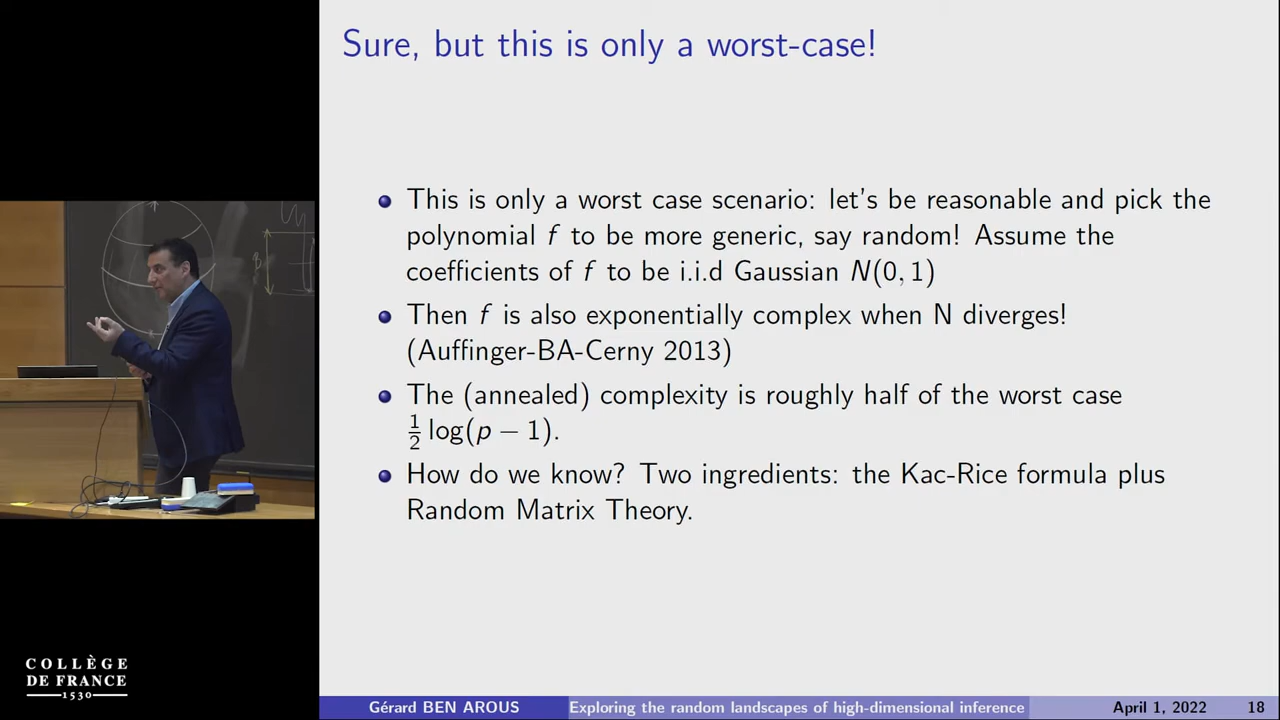 Sure, but this is only a worst-case!
This is only a worst case scenario: let's be reasonable and pick the
polynomial f to be more generic, say random! Assume the
coefficients of f to be i.i.d Gaussian N(0, 1)
Then f is also exponentially complex when N diverges!
(Auffinger-BA-Cerny 2013)
The (annealed) complexity is roughly half of the worst case
½ log(p − 1).
How do we know? Two ingredients: the Kac-Rice formula plus
Random Matrix Theory.
COLLÈGE
DE FRANCE
1530
Gérard BEN AROUS Exploring the random landscapes of high-dimensional inference April 1, 2022 18